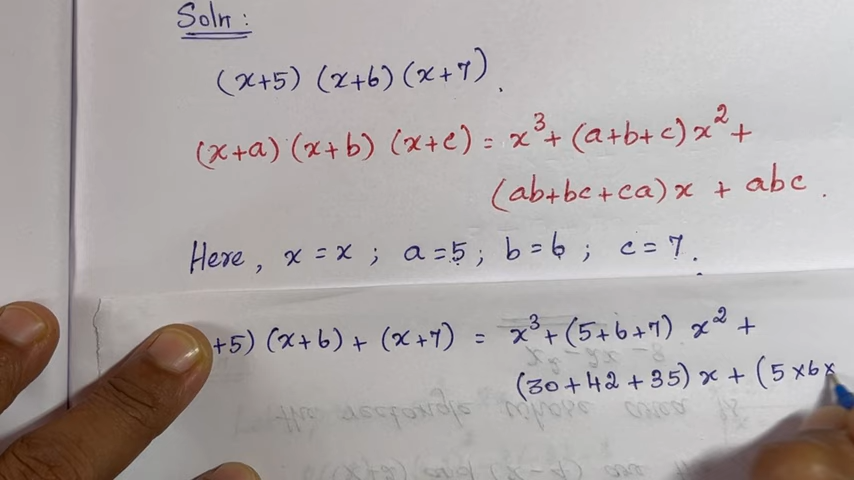 Soln :
(x+5) (x+6) (x+7).
(x+a) (x+b) (x+c) = x³ + (a+b+c) x² +
(ab+bc+ca) x + abc .
Here, x = x ; a = 5 ; b = 6 ; c = 7 .
+5) (x+6) + (x+7) = x³ + (5+6+7) x² +
(30 + 42 + 35) x + (5 × 6 ×